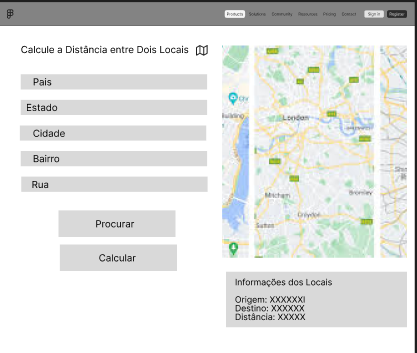 Products Solutions Community Resources Pricing Contact Sign in Register
Calcule a Distância entre Dois Locais
Pais
Estado
Cidade
Bairro
Rua
Procurar
Calcular
London
Mitcham
Bromley
Croydon
Sutton
Informações dos Locais
Origem: XXXXXXI
Destino: XXXXXX
Distância: XXXXX